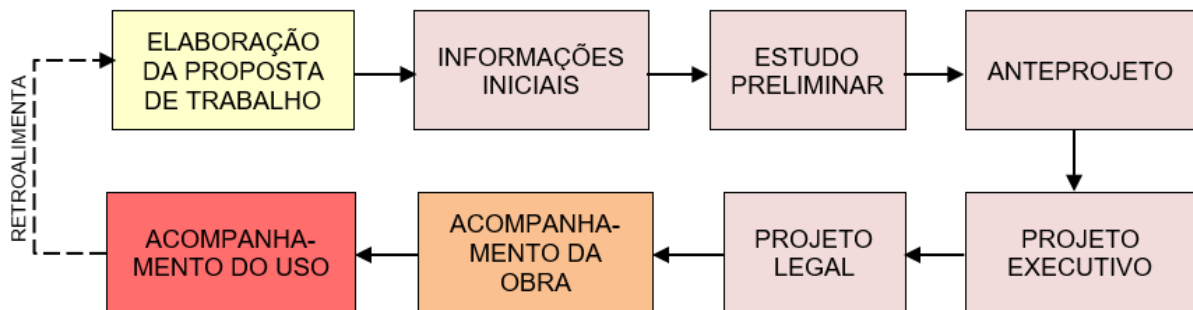 ELABORAÇÃO
DA PROPOSTA
DE TRABALHO
INFORMAÇÕES
INICIAIS
ESTUDO
PRELIMINAR
ANTEPROJETO
RETROALIMENTA
ACOMPANHA-
MENTO DO USO
ACOMPANHA-
MENTO DA
OBRA
PROJETO
LEGAL
PROJETO
EXECUTIVO